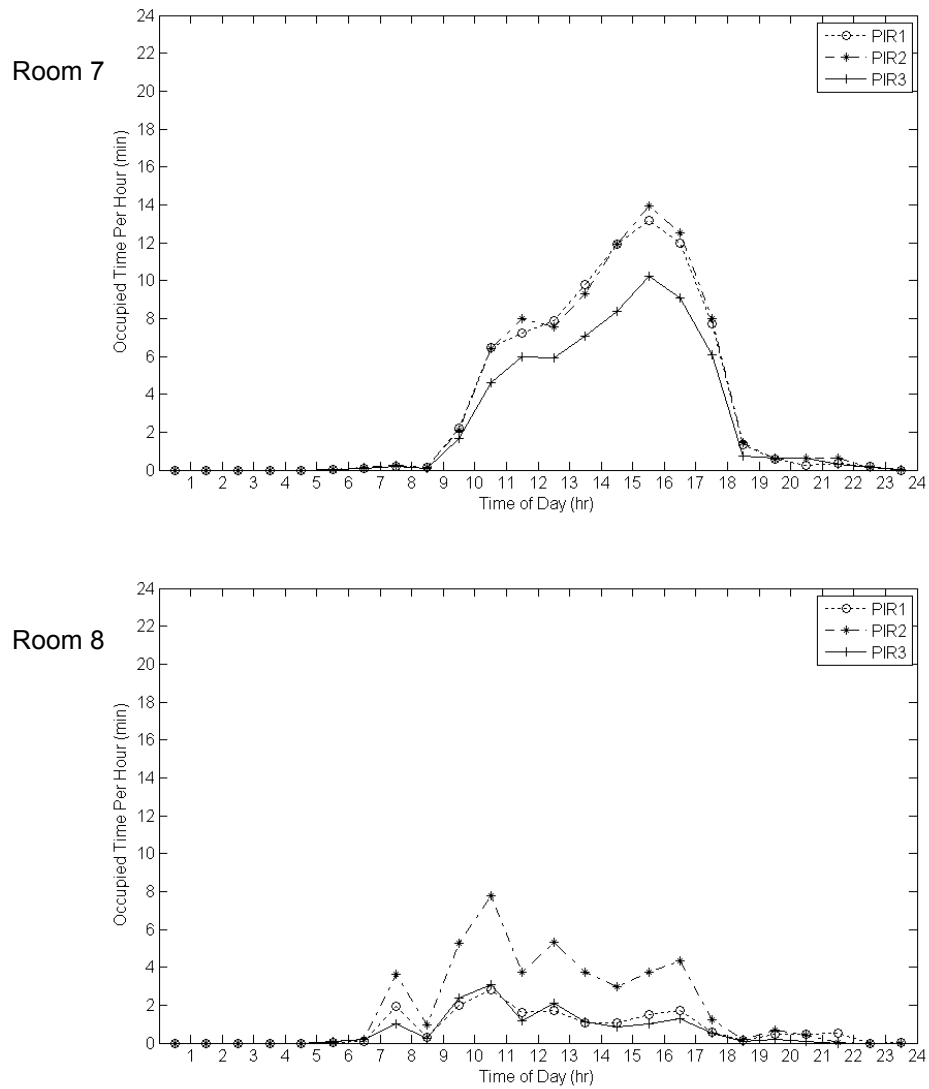 Room 7
24
22
20
18
16
14
12
10
8
6
4
2
0
Occupied Time Per Hour (min)
PIR1
PIR2
PIR3
1 2 3 4 5 6 7 8 9 10 11 12 13 14 15 16 17 18 19 20 21 22 23 24
Time of Day (hr)
Room 8
24
22
20
18
16
14
12
10
8
6
4
2
0
Occupied Time Per Hour (min)
PIR1
PIR2
PIR3
1 2 3 4 5 6 7 8 9 10 11 12 13 14 15 16 17 18 19 20 21 22 23 24
Time of Day (hr)